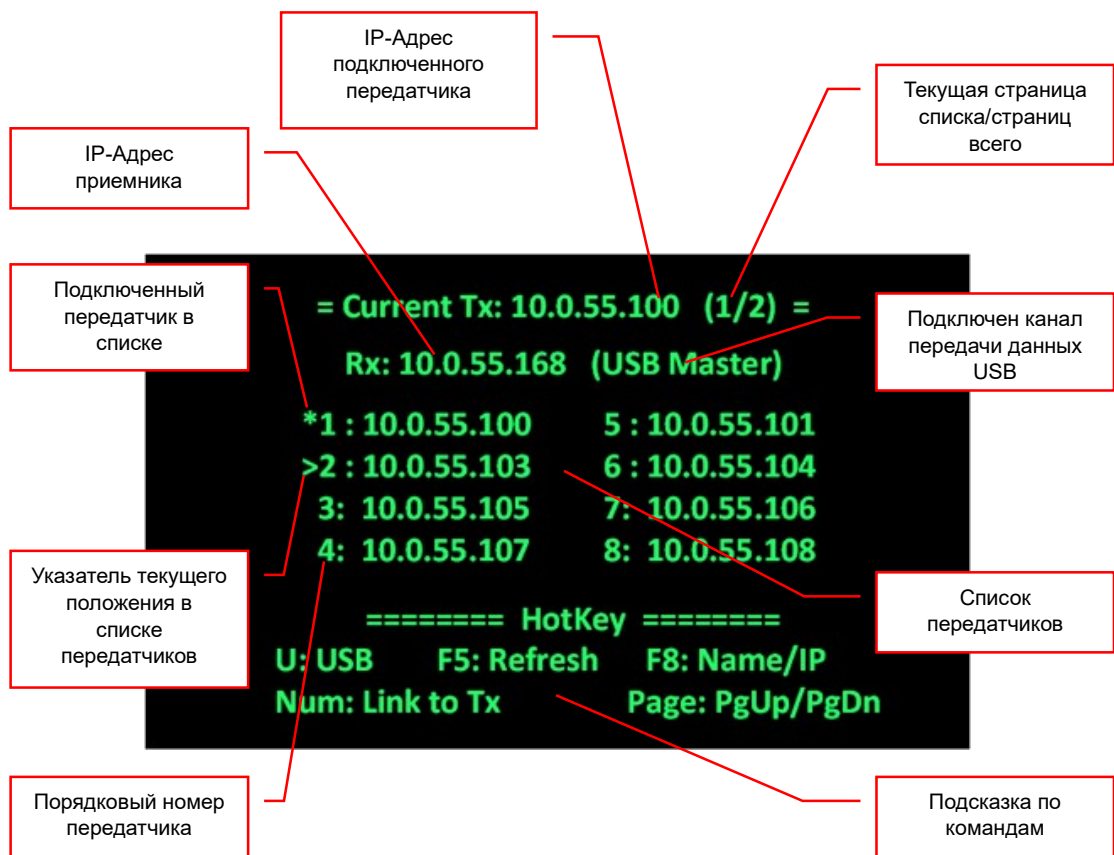 IP-Адрес
подключенного
передатчика
Текущая страница
списка/страниц
всего
IP-Адрес
приемника
Подключенный
передатчик в
списке
= Current Tx: 10.0.55.100 (1/2) =
Rx: 10.0.55.168 (USB Master)
Подключен канал
передачи данных
USB
*1 : 10.0.55.100 5 : 10.0.55.101
>2 : 10.0.55.103 6 : 10.0.55.104
3: 10.0.55.105 7: 10.0.55.106
4: 10.0.55.107 8: 10.0.55.108
Указатель текущего
положения в
списке
передатчиков
Список
передатчиков
======== HotKey ========
U: USB F5: Refresh F8: Name/IP
Num: Link to Tx Page: PgUp/PgDn
Порядковый номер
передатчика
Подсказка по
командам